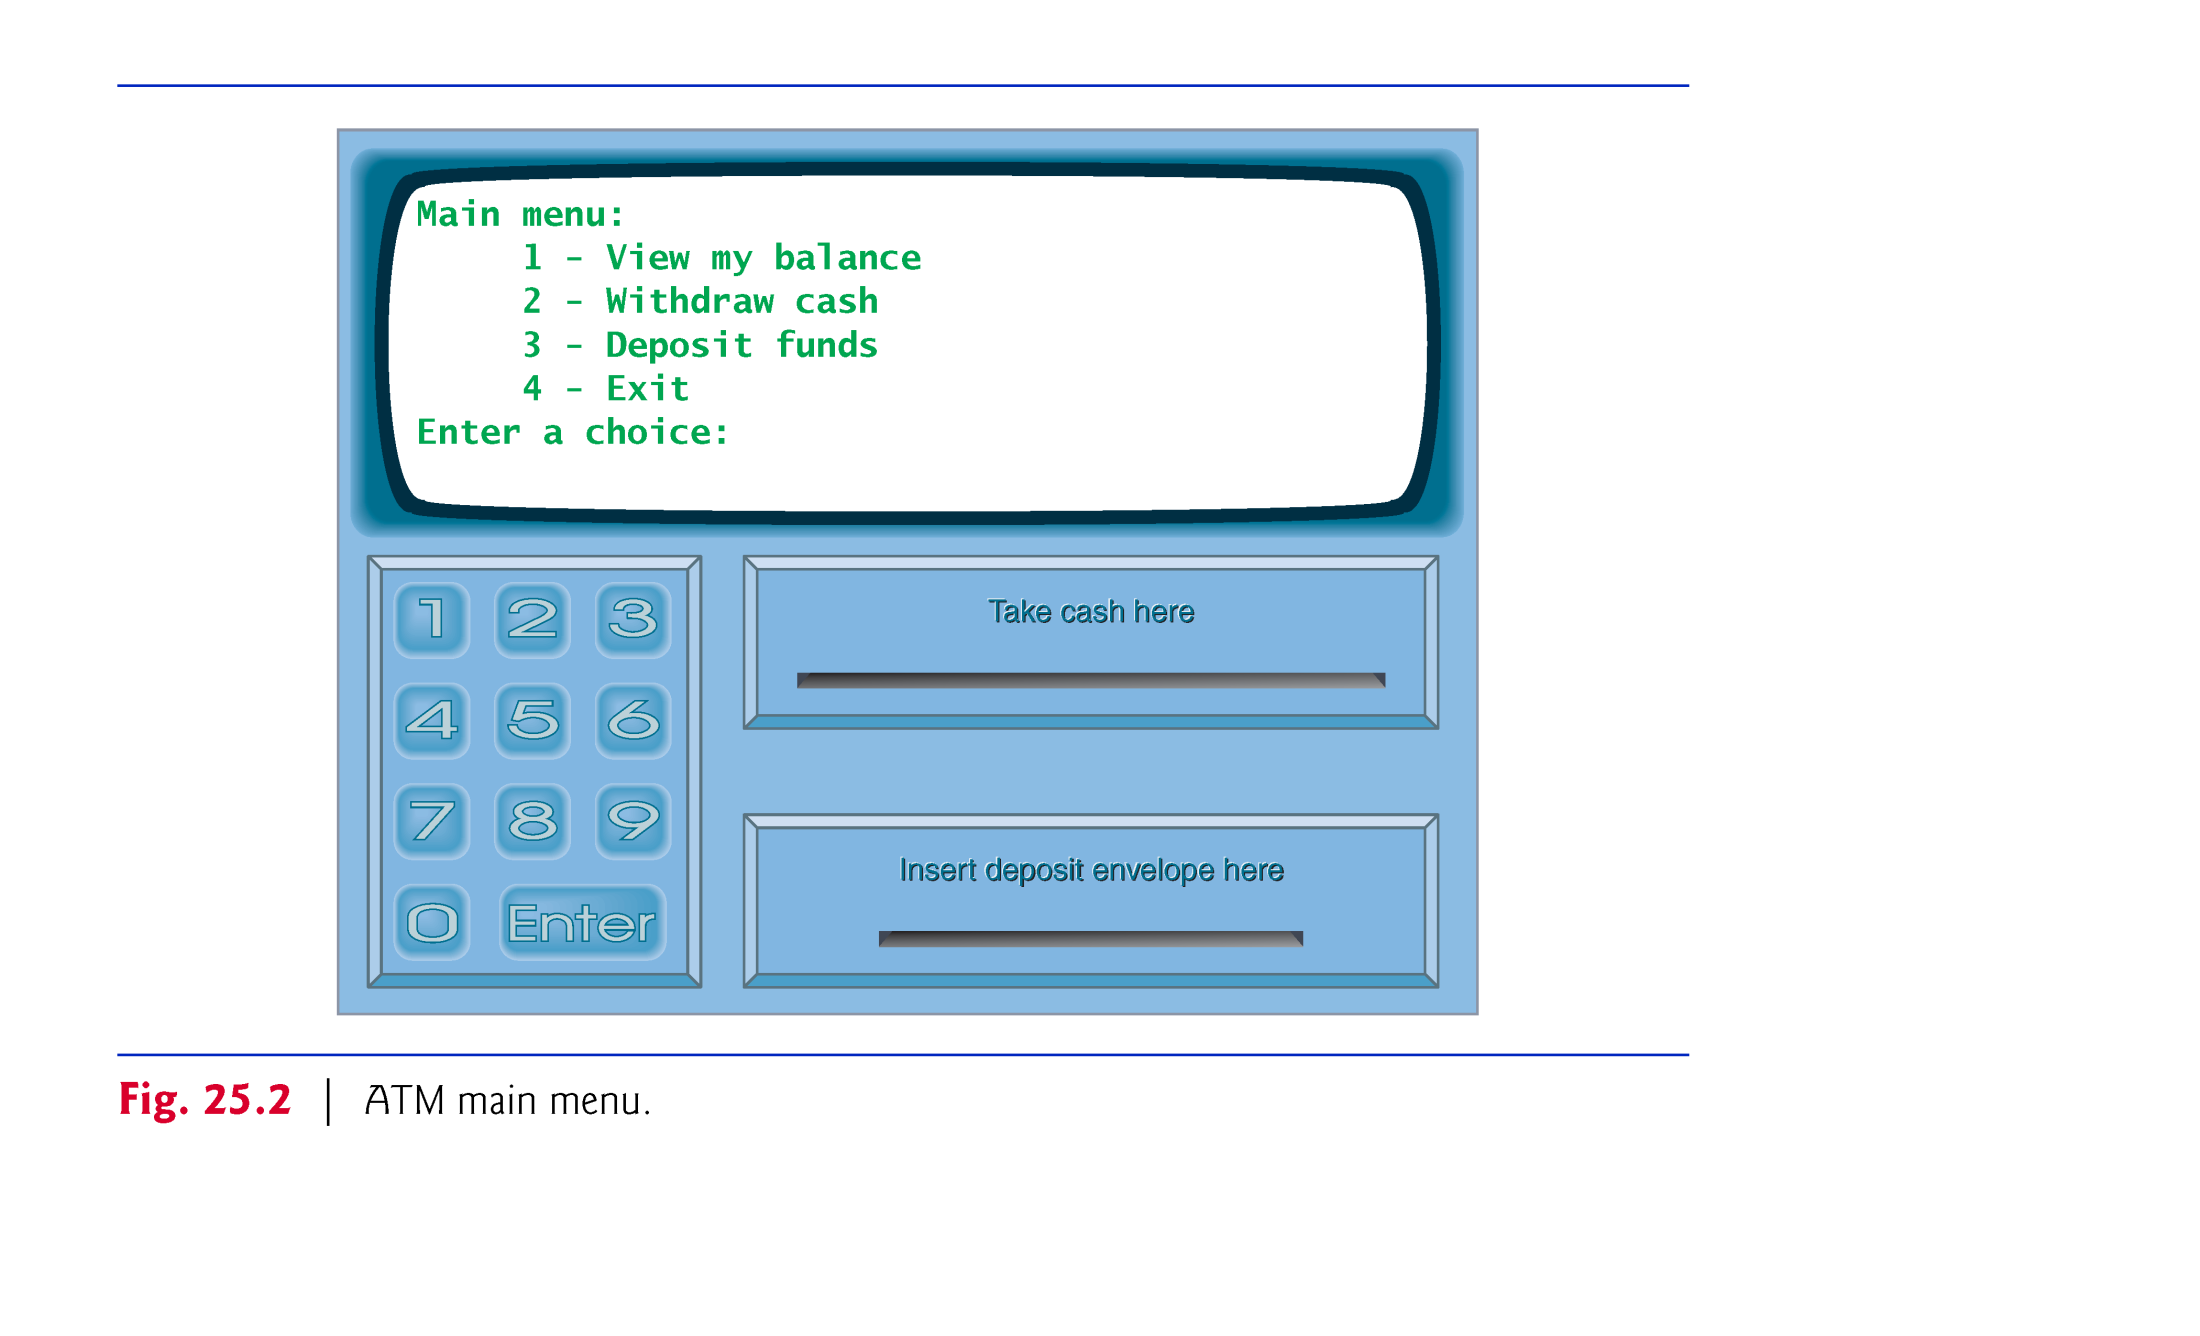 Main menu:
1 – View my balance
2 – Withdraw cash
3 – Deposit funds
4 – Exit
Enter a choice:
1 2 3
4 5 6
7 8 9
0 Enter
Take cash here
Insert deposit envelope here
Fig. 25.2 | ATM main menu.